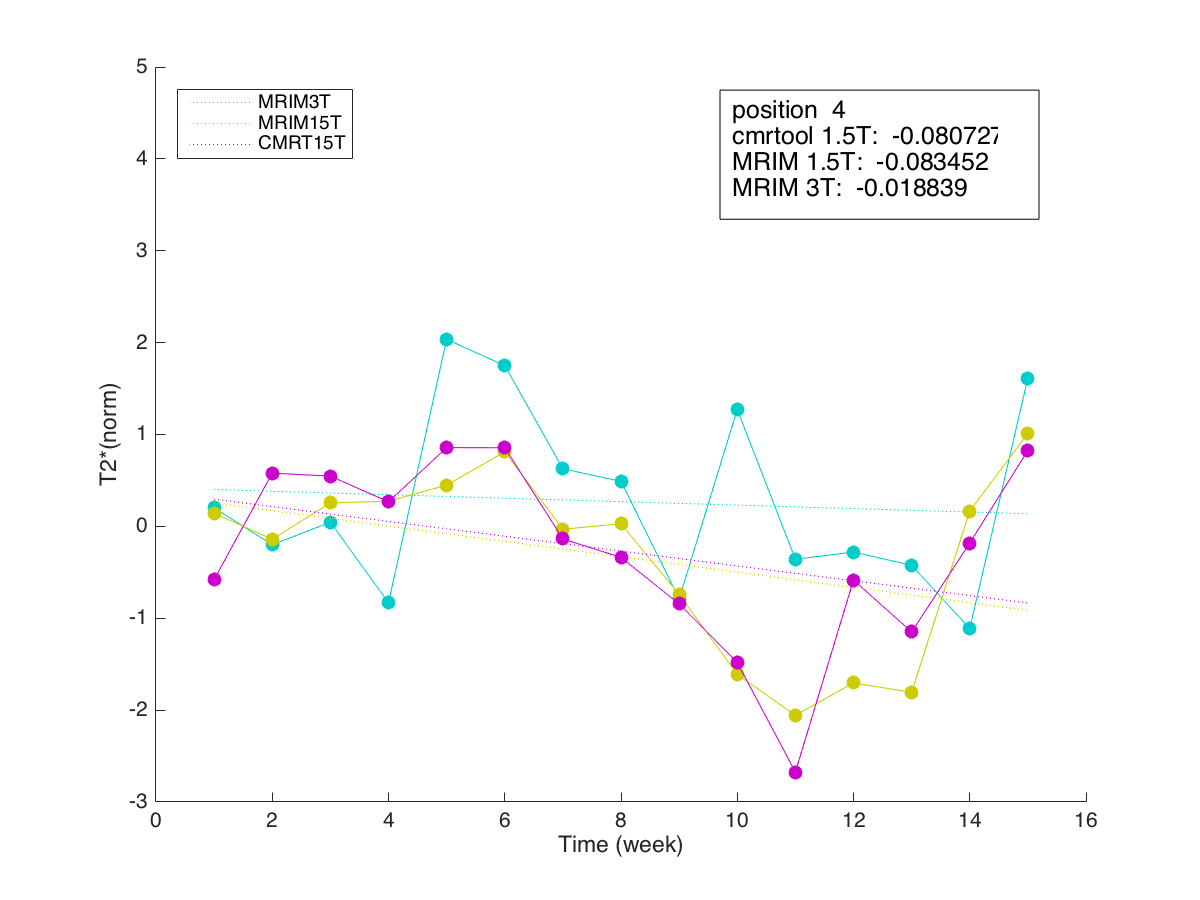 5
4
3
2
1
0
-1
-2
-3
T2*(norm)
MRIM3T
MRIM15T
CMRT15T
position  4
cmrtool 1.5T:  -0.080727
MRIM 1.5T:  -0.083452
MRIM 3T:  -0.018839
0 2 4 6 8 10 12 14 16
Time (week)